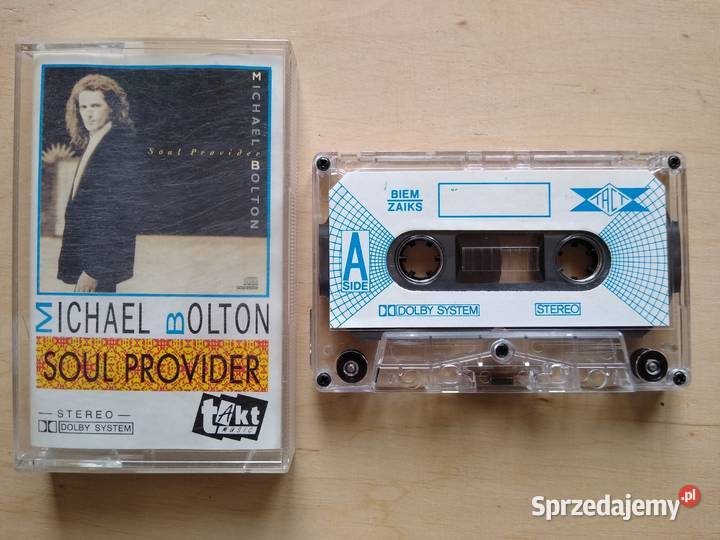 MICHAEL BOLTON
Soul Provider
MICHAEL BOLTON
SOUL PROVIDER
STEREO
DOLBY SYSTEM
takt
MUSIC
BIEM
ZAIKS
TACT
A
SIDE
DOLBY SYSTEM
STEREO
Sprzedajemy.pl